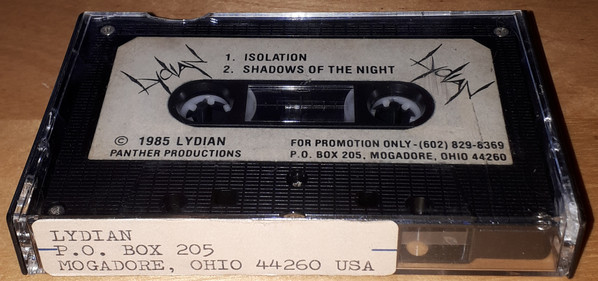 LYDIAN
1. ISOLATION
2. SHADOWS OF THE NIGHT
LYDIAN
© 1985 LYDIAN
PANTHER PRODUCTIONS
FOR PROMOTION ONLY-(602) 829-8369
P.O. BOX 205, MOGADORE, OHIO 44260
LYDIAN
P.O. BOX 205
MOGADORE, OHIO 44260 USA